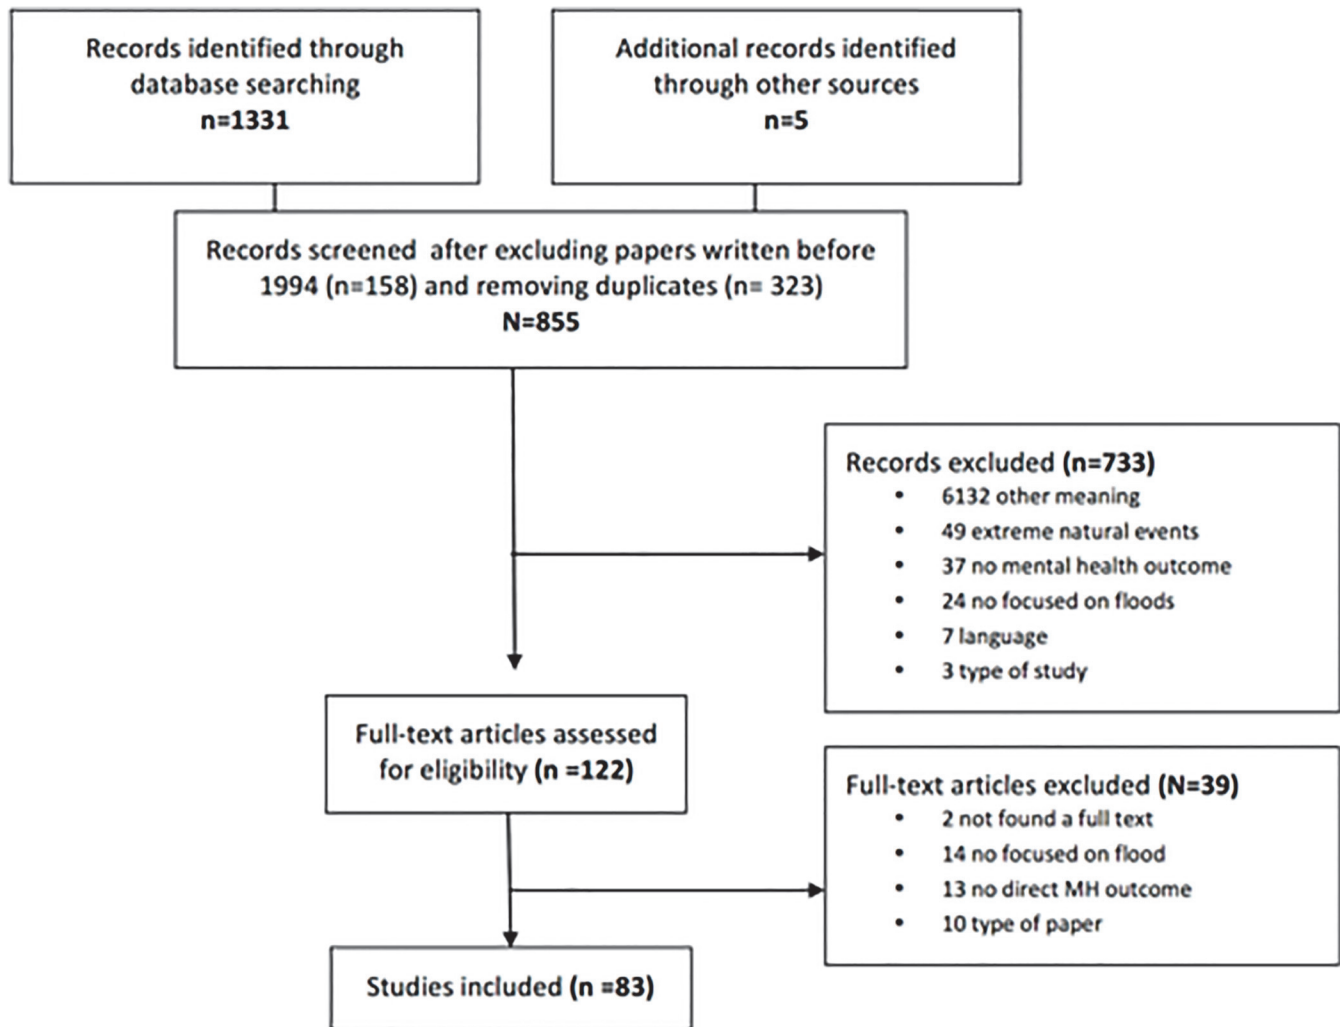 Records identified through
database searching
n=1331
Additional records identified
through other sources
n=5
Records screened after excluding papers written before
1994 (n=158) and removing duplicates (n= 323)
N=855
Records excluded (n=733)
• 6132 other meaning
• 49 extreme natural events
• 37 no mental health outcome
• 24 no focused on floods
• 7 language
• 3 type of study
Full-text articles assessed
for eligibility (n =122)
Full-text articles excluded (N=39)
• 2 not found a full text
• 14 no focused on flood
• 13 no direct MH outcome
• 10 type of paper
Studies included (n =83)